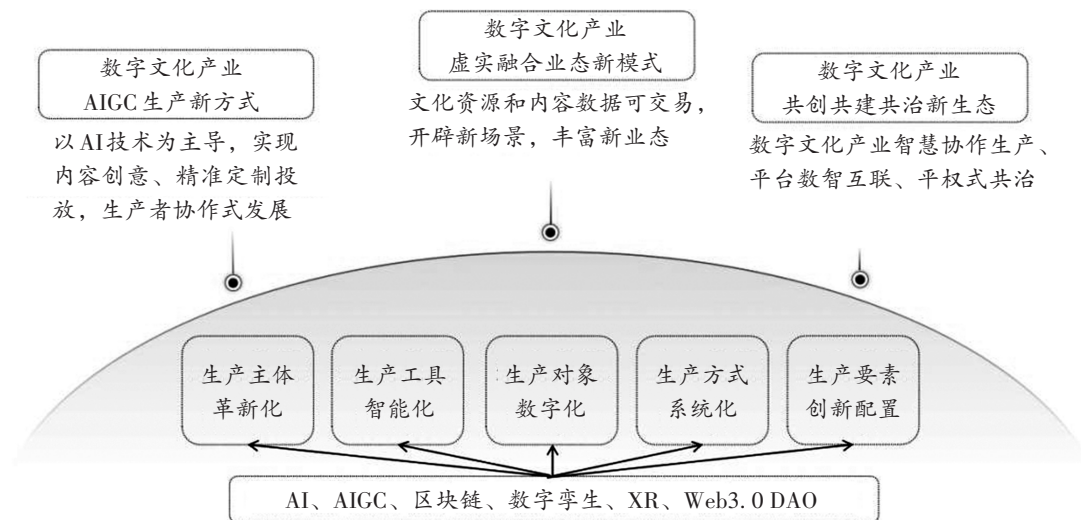 数字文化产业
AIGC 生产新方式
以AI技术为主导，实现
内容创意、精准定制投
放，生产者协作式发展
数字文化产业
虚实融合业态新模式
文化资源和内容数据可交易，
开辟新场景，丰富新业态
数字文化产业
共创共建共治新生态
数字文化产业智慧协作生产、
平台数智互联、平权式共治
生产主体
革新化
生产工具
智能化
生产对象
数字化
生产方式
系统化
生产要素
创新配置
AI、AIGC、区块链、数字孪生、XR、Web3.0 DAO